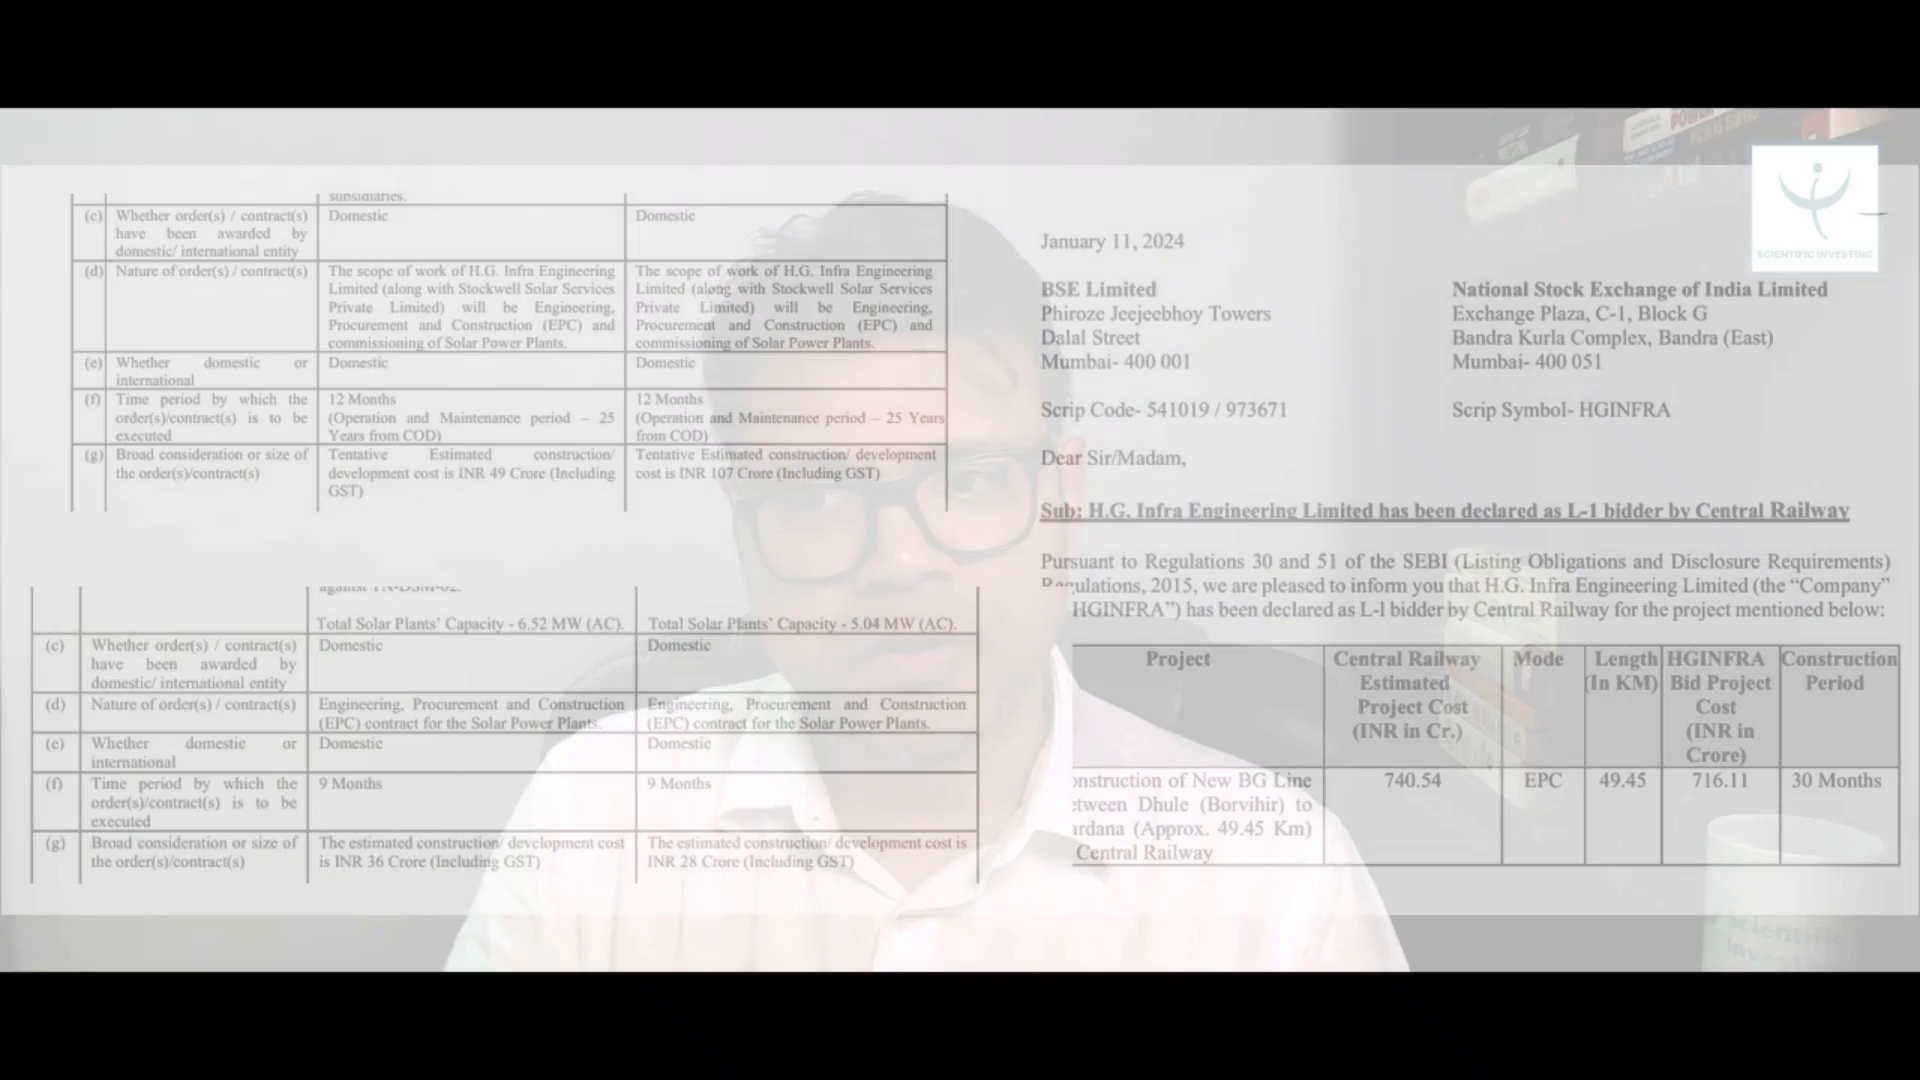 subsidiaries.
(c) Whether order(s) / contract(s) have been awarded by domestic/ international entity Domestic Domestic
(d) Nature of order(s) / contract(s)
The scope of work of H.G. Infra Engineering
Limited (along with Stockwell Solar Services
Private Limited) will be Engineering,
Procurement and Construction (EPC) and
commissioning of Solar Power Plants.
The scope of work of H.G. Infra Engineering
Limited (along with Stockwell Solar Services
Private Limited) will be Engineering,
Procurement and Construction (EPC) and
commissioning of Solar Power Plants.
(e) Whether domestic or
international
Domestic
Domestic
(f) Time period by which the
order(s)/contract(s) is to be
executed
12 Months
(Operation and Maintenance period – 25
Years from COD)
12 Months
(Operation and Maintenance period – 25 Years
from COD)
(g) Broad consideration or size of
the order(s)/contract(s)
Tentative Estimated construction/
development cost is INR 49 Crore (Including
GST)
Tentative Estimated construction/ development
cost is INR 107 Crore (Including GST)
Total Solar Plants' Capacity - 6.52 MW (AC).
Total Solar Plants' Capacity - 5.04 MW (AC).
(c) Whether order(s) / contract(s)
have been awarded by
domestic/ international entity
Domestic
Domestic
(d) Nature of order(s) / contract(s)
Engineering, Procurement and Construction
(EPC) contract for the Solar Power Plants.
Engineering, Procurement and Construction
(EPC) contract for the Solar Power Plants.
(e) Whether domestic or
international
Domestic
Domestic
(f) Time period by which the
order(s)/contract(s) is to be
executed
9 Months
9 Months
(g) Broad consideration or size of
the order(s)/contract(s)
The estimated construction/ development cost
is INR 36 Crore (Including GST)
The estimated construction/ development cost is
INR 28 Crore (Including GST)
January 11, 2024
BSE Limited
Phiroze Jeejeebhoy Towers
Dalal Street
Mumbai- 400 001
Scrip Code- 541019 / 973671
National Stock Exchange of India Limited
Exchange Plaza, C-1, Block G
Bandra Kurla Complex, Bandra (East)
Mumbai- 400 051
Scrip Symbol- HGINFRA
Dear Sir/Madam,
Sub: H.G. Infra Engineering Limited has been declared as L-1 bidder by Central Railway
Pursuant to Regulations 30 and 51 of the SEBI (Listing Obligations and Disclosure Requirements)
Regulations, 2015, we are pleased to inform you that H.G. Infra Engineering Limited (the “Company”
HGINFRA”) has been declared as L-l bidder by Central Railway for the project mentioned below:
Project
Central Railway
Estimated
Project Cost
(INR in Cr.)
Mode
Length
(In KM)
HGINFRA
Bid Project
Cost
(INR in
Crore)
Construction
Period
onstruction of New BG Line
etween Dhule (Borvihir) to
ardana (Approx. 49.45 Km)
Central Railway
740.54
EPC
49.45
716.11
30 Months
SCIENTIFIC INVESTING
Scientific